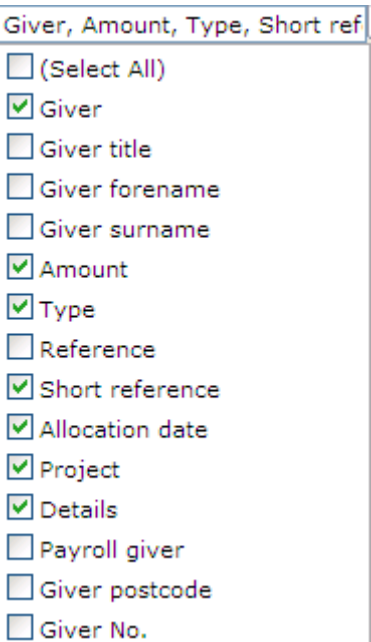 Giver, Amount, Type, Short ref
(Select All)
Giver
Giver title
Giver forename
Giver surname
Amount
Type
Reference
Short reference
Allocation date
Project
Details
Payroll giver
Giver postcode
Giver No.